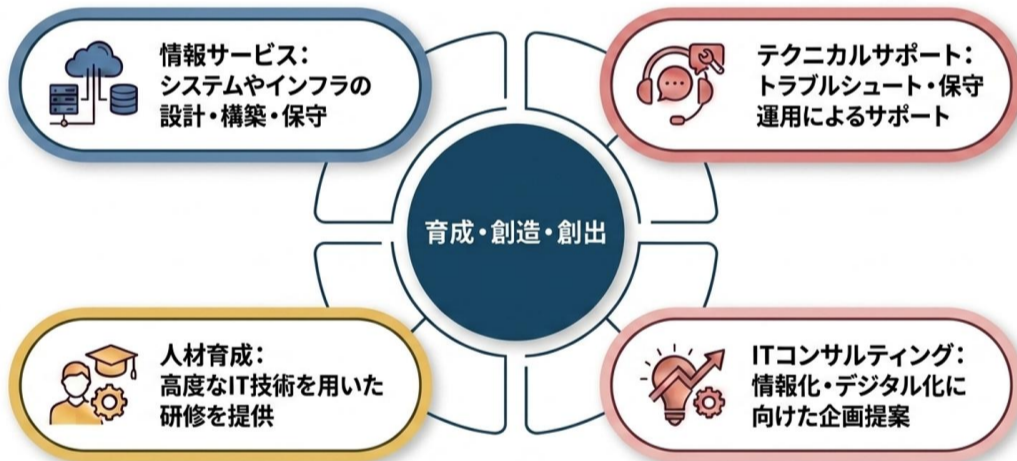 情報サービス：
システムやインフラの
設計・構築・保守
テクニカルサポート：
トラブルシュート・保守
運用によるサポート
育成・創造・創出
人材育成：
高度なIT技術を用いた
研修を提供
ITコンサルティング：
情報化・デジタル化に
向けた企画提案